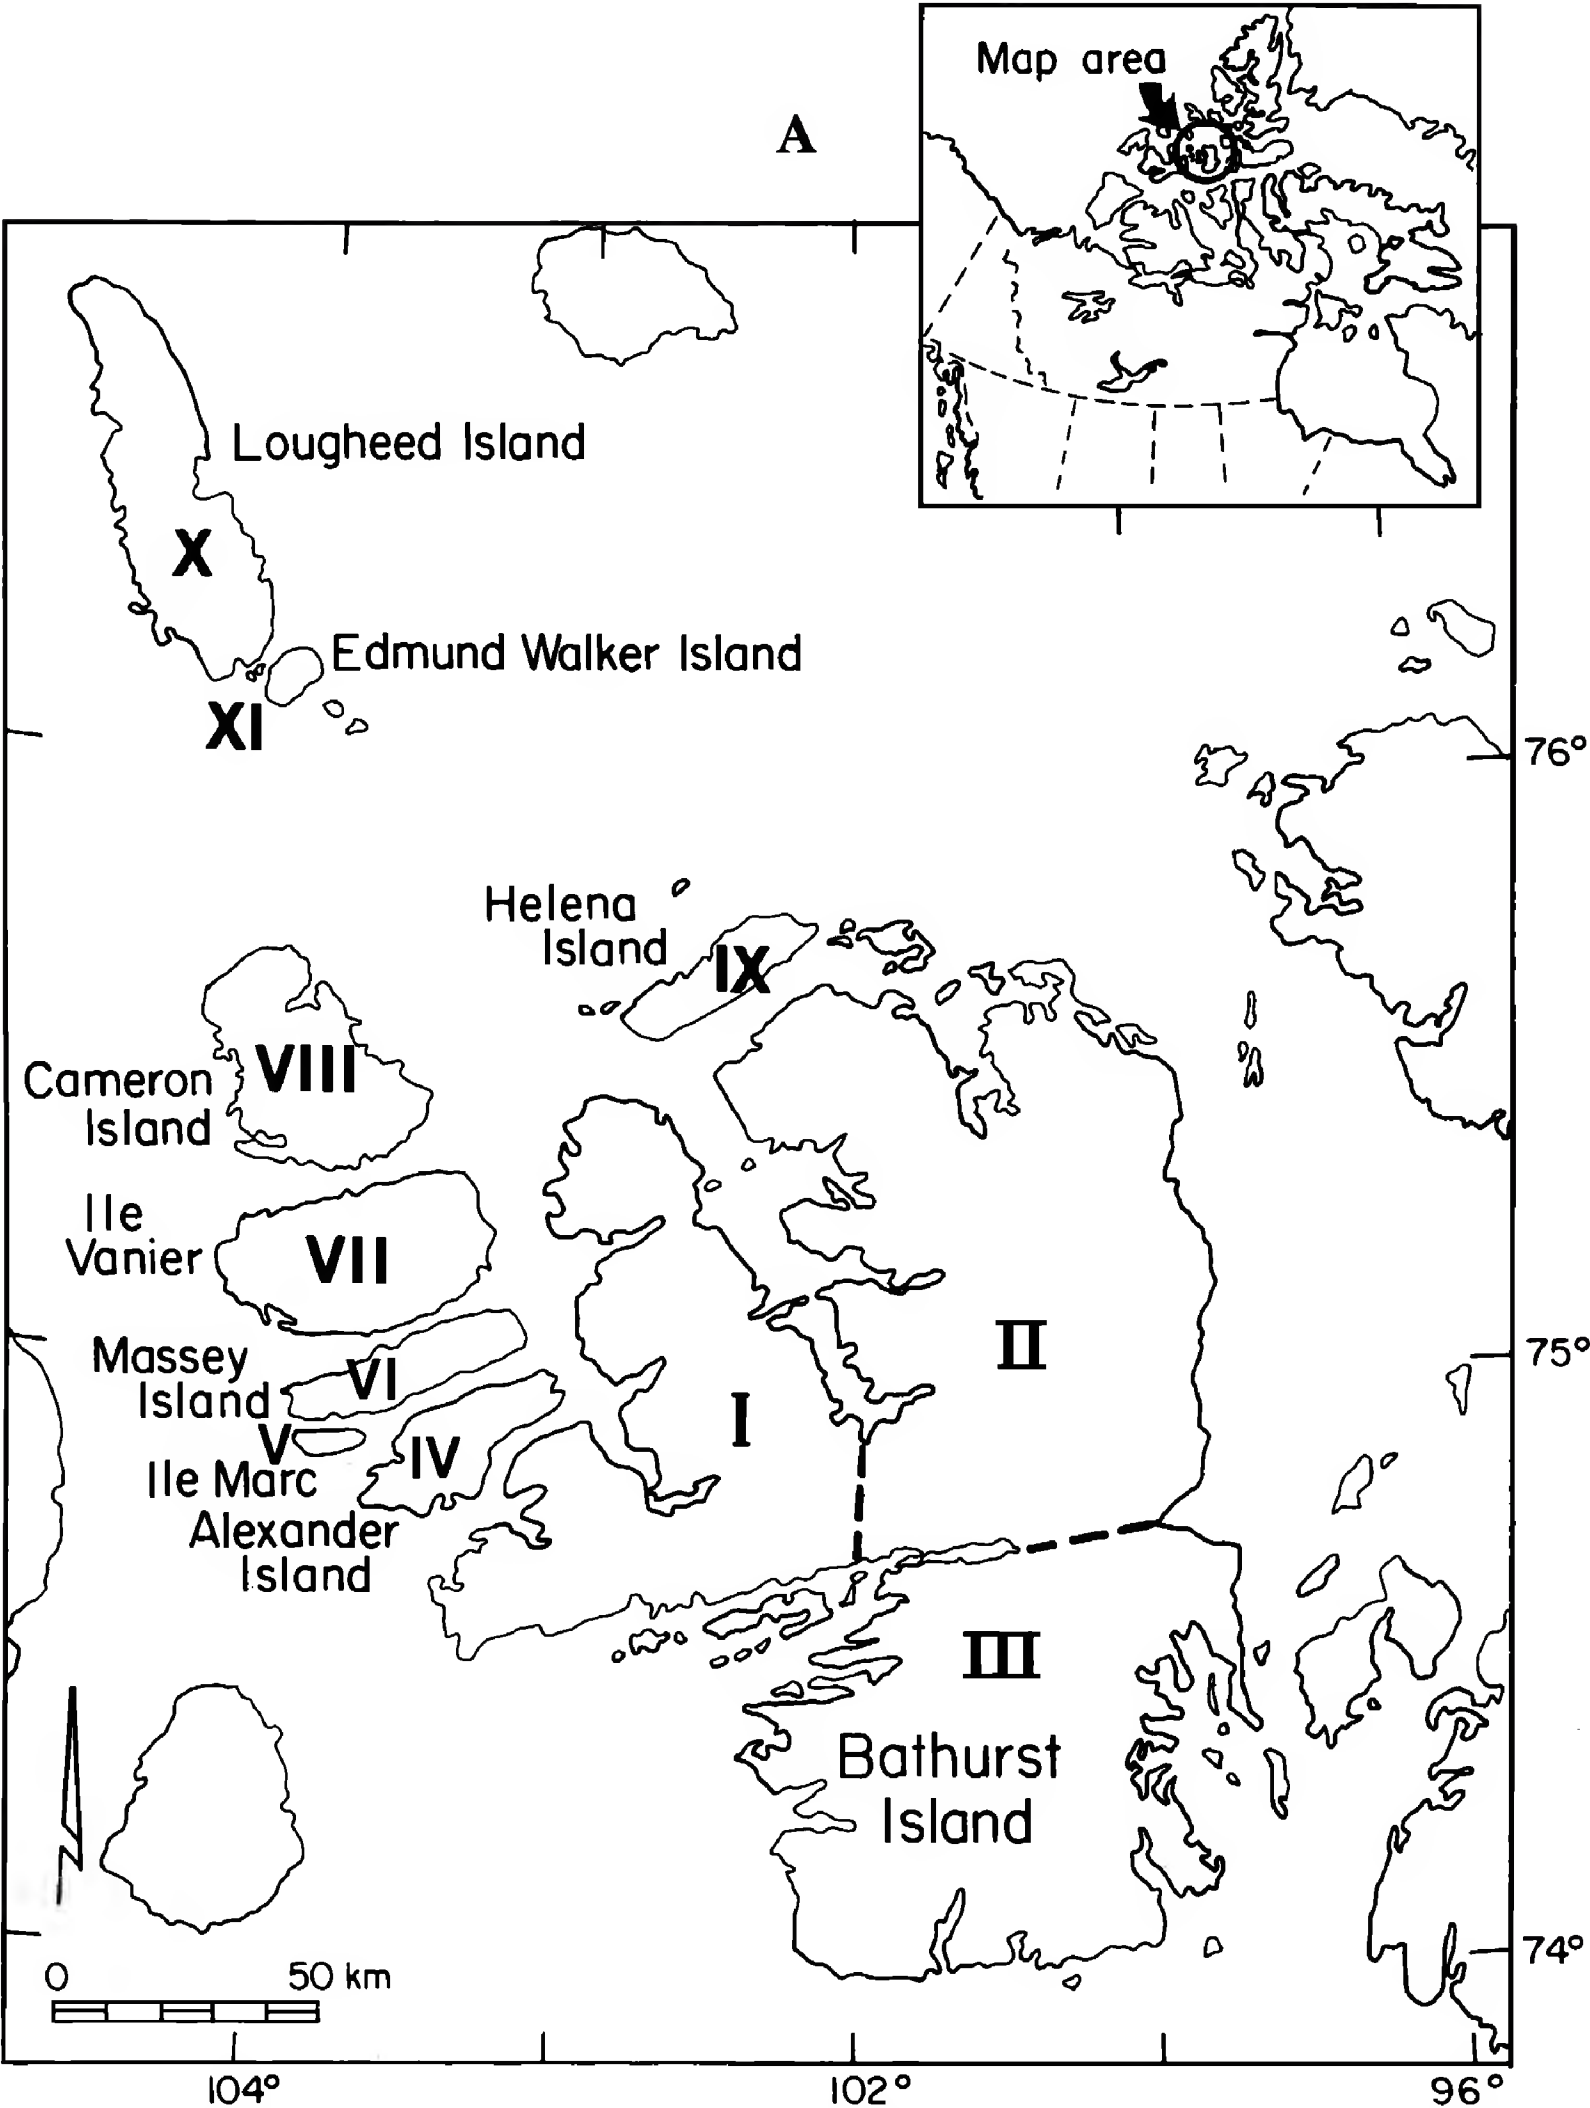 Map area
A
Lougheed Island
X
Edmund Walker Island
XI
76°
Helena
Island
IX
VIII
Cameron
Island
Ile
Vanier
VII
II
75°
Massey
Island
VI
I
V
IV
Ile Marc
Alexander
Island
III
Bathurst
Island
74°
0 50 km
104° 102° 96°